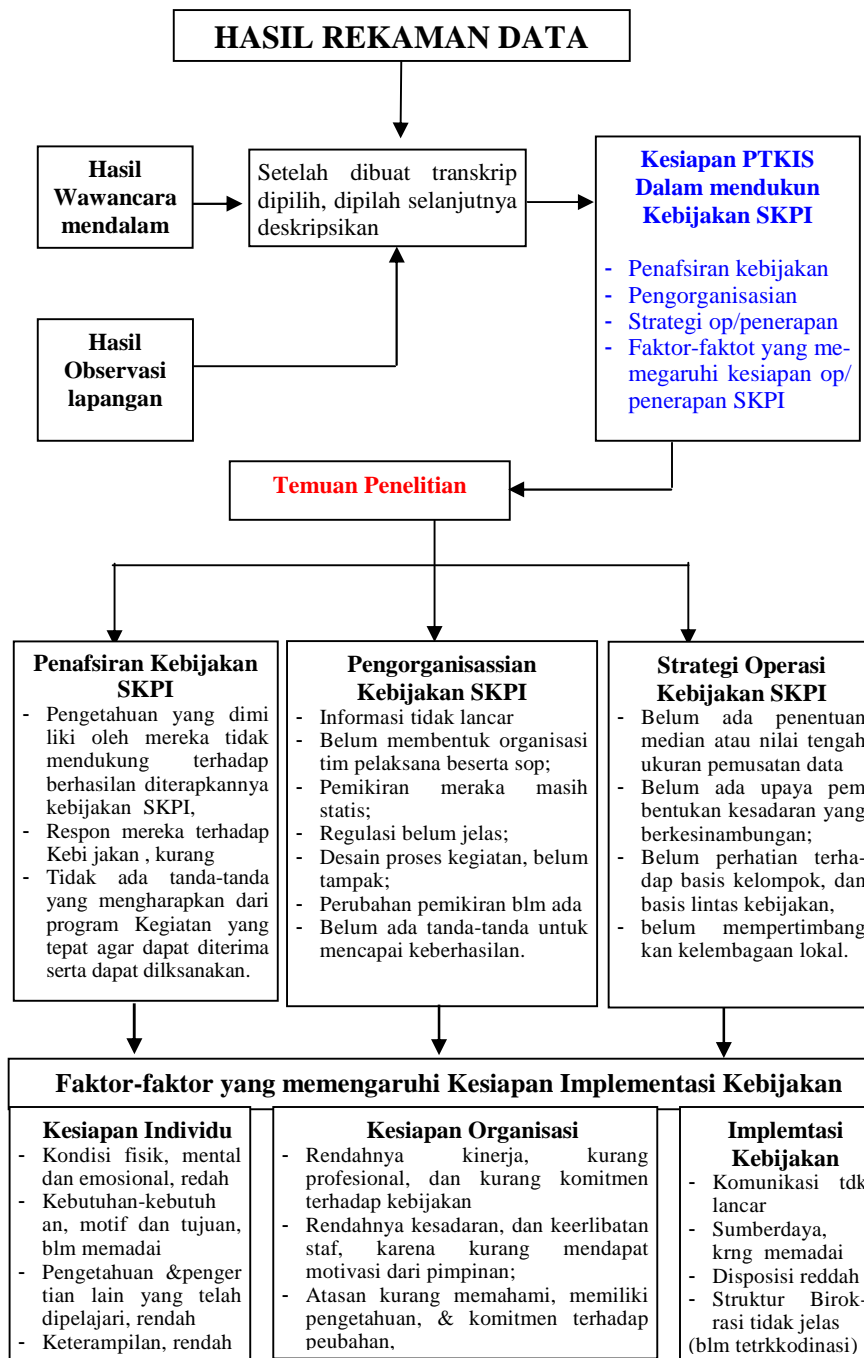 HASIL REKAMAN DATA
Hasil
Wawancara
mendalam
Setelah dibuat transkrip
dipilih, dipilah selanjutnya
deskripsikan
Kesiapan PTKIS
Dalam mendukun
Kebijakan SKPI
- Penafsiran kebijakan
- Pengorganisasian
- Strategi op/penerapan
- Faktor-faktot yang me-
megaruhi kesiapan op/
penerapan SKPI
Hasil
Observasi
lapangan
Temuan Penelitian
Penafsiran Kebijakan
SKPI
- Pengetahuan yang dimi
liki oleh mereka tidak
mendukung terhadap
berhasilan diterapkannya
kebijakan SKPI,
- Respon mereka terhadap
Kebi jakan , kurang
- Tidak ada tanda-tanda
yang mengharapkan dari
program Kegiatan yang
tepat agar dapat diterima
serta dapat dilksanakan.
Pengorganisassian
Kebijakan SKPI
- Informasi tidak lancar
- Belum membentuk organisasi
tim pelaksana beserta sop;
- Pemikiran meraka masih
statis;
- Regulasi belum jelas;
- Desain proses kegiatan, belum
tampak;
- Perubahan pemikiran blm ada
- Belum ada tanda-tanda untuk
mencapai keberhasilan.
Strategi Operasi
Kebijakan SKPI
- Belum ada penentuan
median atau nilai tengah
ukuran pemusatan data
- Belum ada upaya pem
bentukan kesadaran yang
berkesinambungan;
- Belum perhatian terha-
dap basis kelompok, dan
basis lintas kebijakan,
- belum mempertimbang
kan kelembagaan lokal.
Faktor-faktor yang memengaruhi Kesiapan Implementasi Kebijakan
Kesiapan Individu
- Kondisi fisik, mental
dan emosional, redah
- Kebutuhan-kebutuh
an, motif dan tujuan,
blm memadai
- Pengetahuan &penger
tian lain yang telah
dipelajari, rendah
- Keterampilan, rendah
Kesiapan Organisasi
- Rendahnya kinerja, kurang
profesional, dan kurang komitmen
terhadap kebijakan
- Rendahnya kesadaran, dan keerlibatan
staf, karena kurang mendapat
motivasi dari pimpinan;
- Atasan kurang memahami, memiliki
pengetahuan, & komitmen terhadap
peubahan,
Implemtasi
Kebijakan
- Komunikasi tdk
lancar
- Sumberdaya,
krng memadai
- Disposisi reddah
- Struktur Birok-
rasi tidak jelas
(blm tetrkkodinasi)